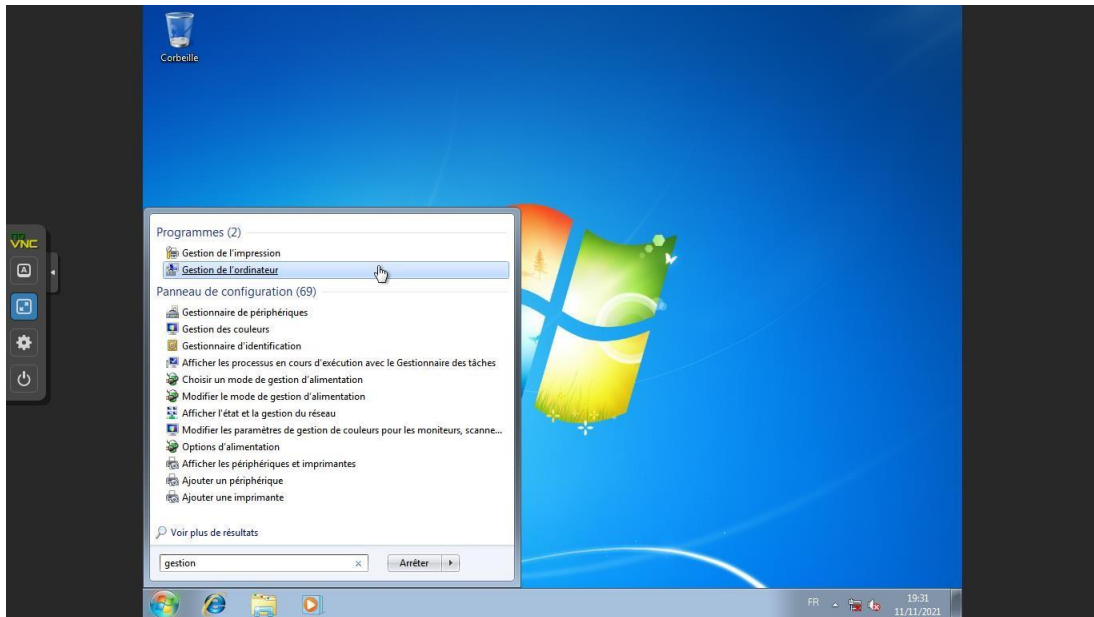 Corbeille
Programmes (2)
Gestion de l'impression
Gestion de l'ordinateur
Panneau de configuration (69)
Gestionnaire de périphériques
Gestion des couleurs
Gestionnaire d'identification
Afficher les processus en cours d'exécution avec le Gestionnaire des tâches
Choisir un mode de gestion d'alimentation
Modifier le mode de gestion d'alimentation
Afficher l'état et la gestion du réseau
Modifier les paramètres de gestion de couleurs pour les moniteurs, scanne...
Options d'alimentation
Afficher les périphériques et imprimantes
Ajouter un périphérique
Ajouter une imprimante
Voir plus de résultats
gestion
Arrêter
no
VNC
A
FR
19:31
11/11/2021